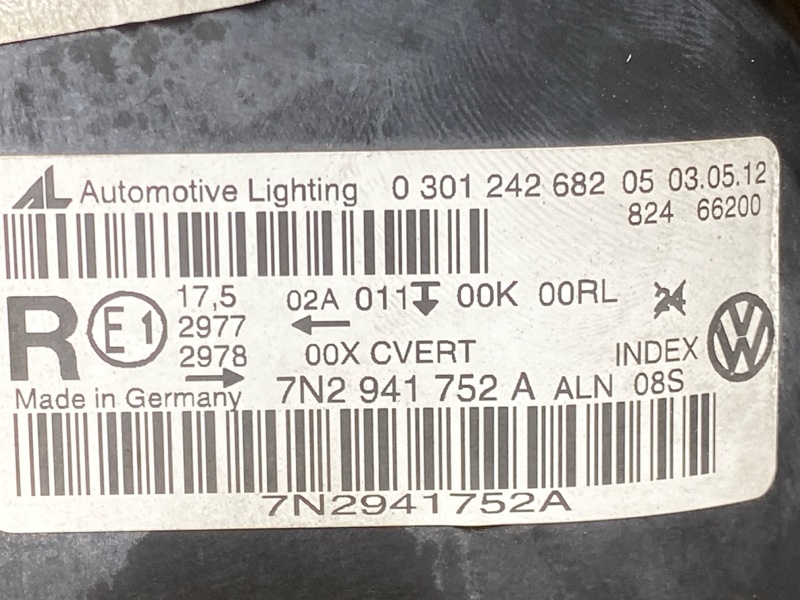 AL Automotive Lighting 0 301 242 682 05 03.05.12
824 66200
R E1 17,5 02A 011 00K 00RL 24
2977
2978 00X CVERT INDEX
Made in Germany 7N2 941 752 A ALN 08S
7N2941752A